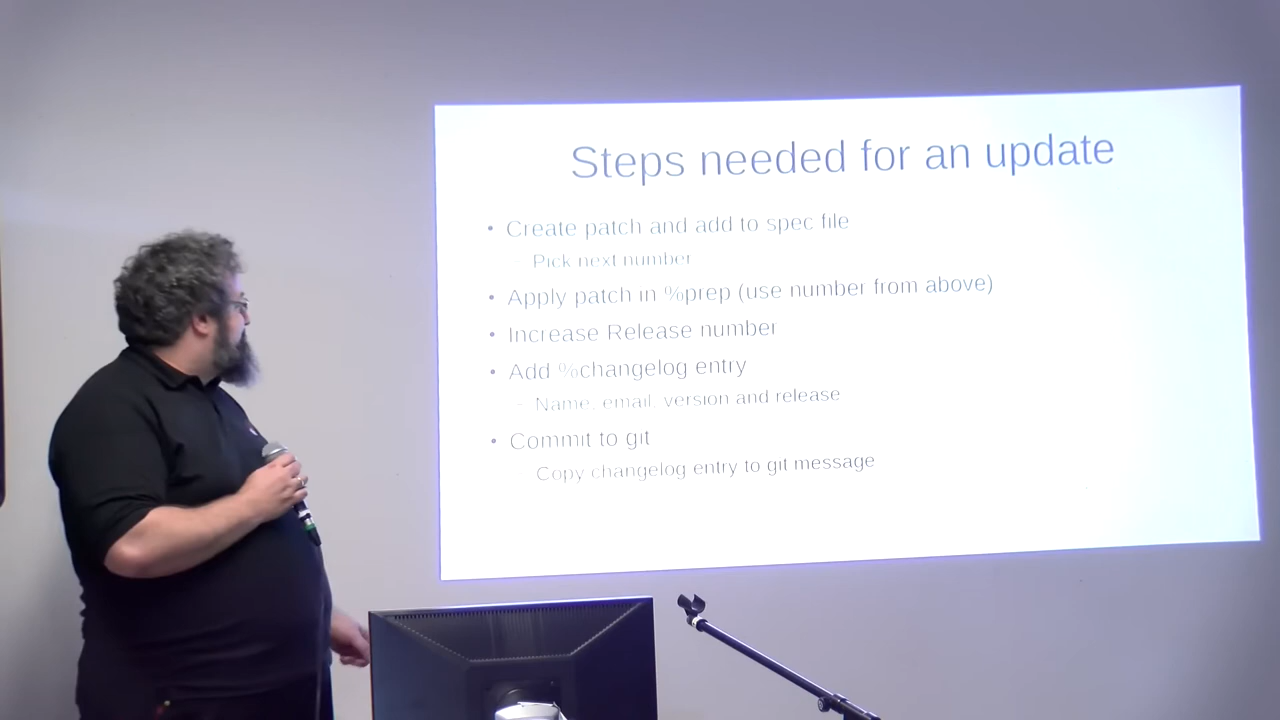 Steps needed for an update
• Create patch and add to spec file
– Pick next number
• Apply patch in %prep (use number from above)
• Increase Release number
• Add %changelog entry
– Name, email, version and release
• Commit to git
Copy changelog entry to git message